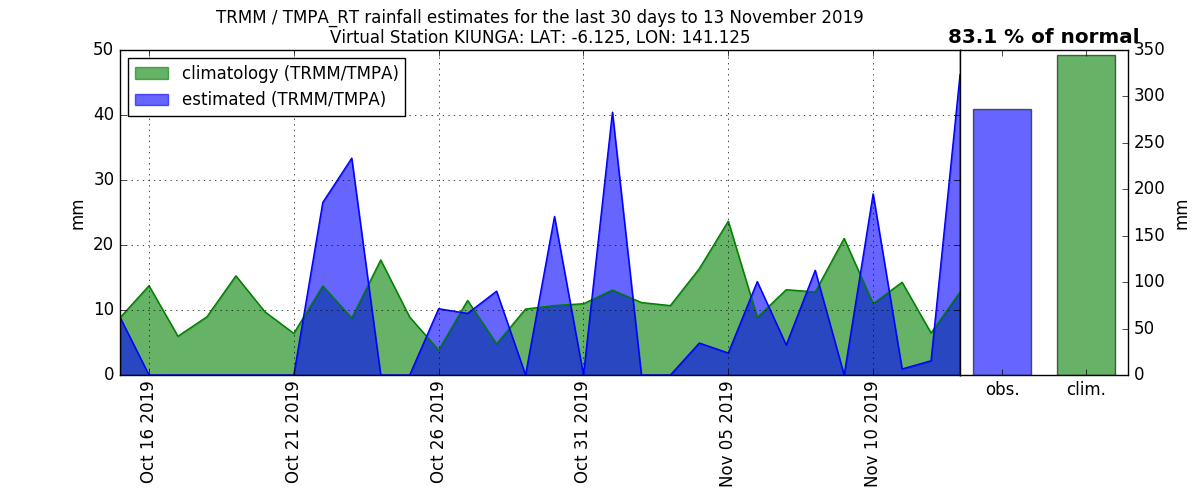 TRMM / TMPA_RT rainfall estimates for the last 30 days to 13 November 2019
Virtual Station KIUNGA: LAT: -6.125, LON: 141.125
83.1 % of normal
climatology (TRMM/TMPA)
estimated (TRMM/TMPA)
50
40
30
20
10
0
mm
350
300
250
200
150
100
50
0
mm
obs.
clim.
Oct 16 2019
Oct 21 2019
Oct 26 2019
Oct 31 2019
Nov 05 2019
Nov 10 2019